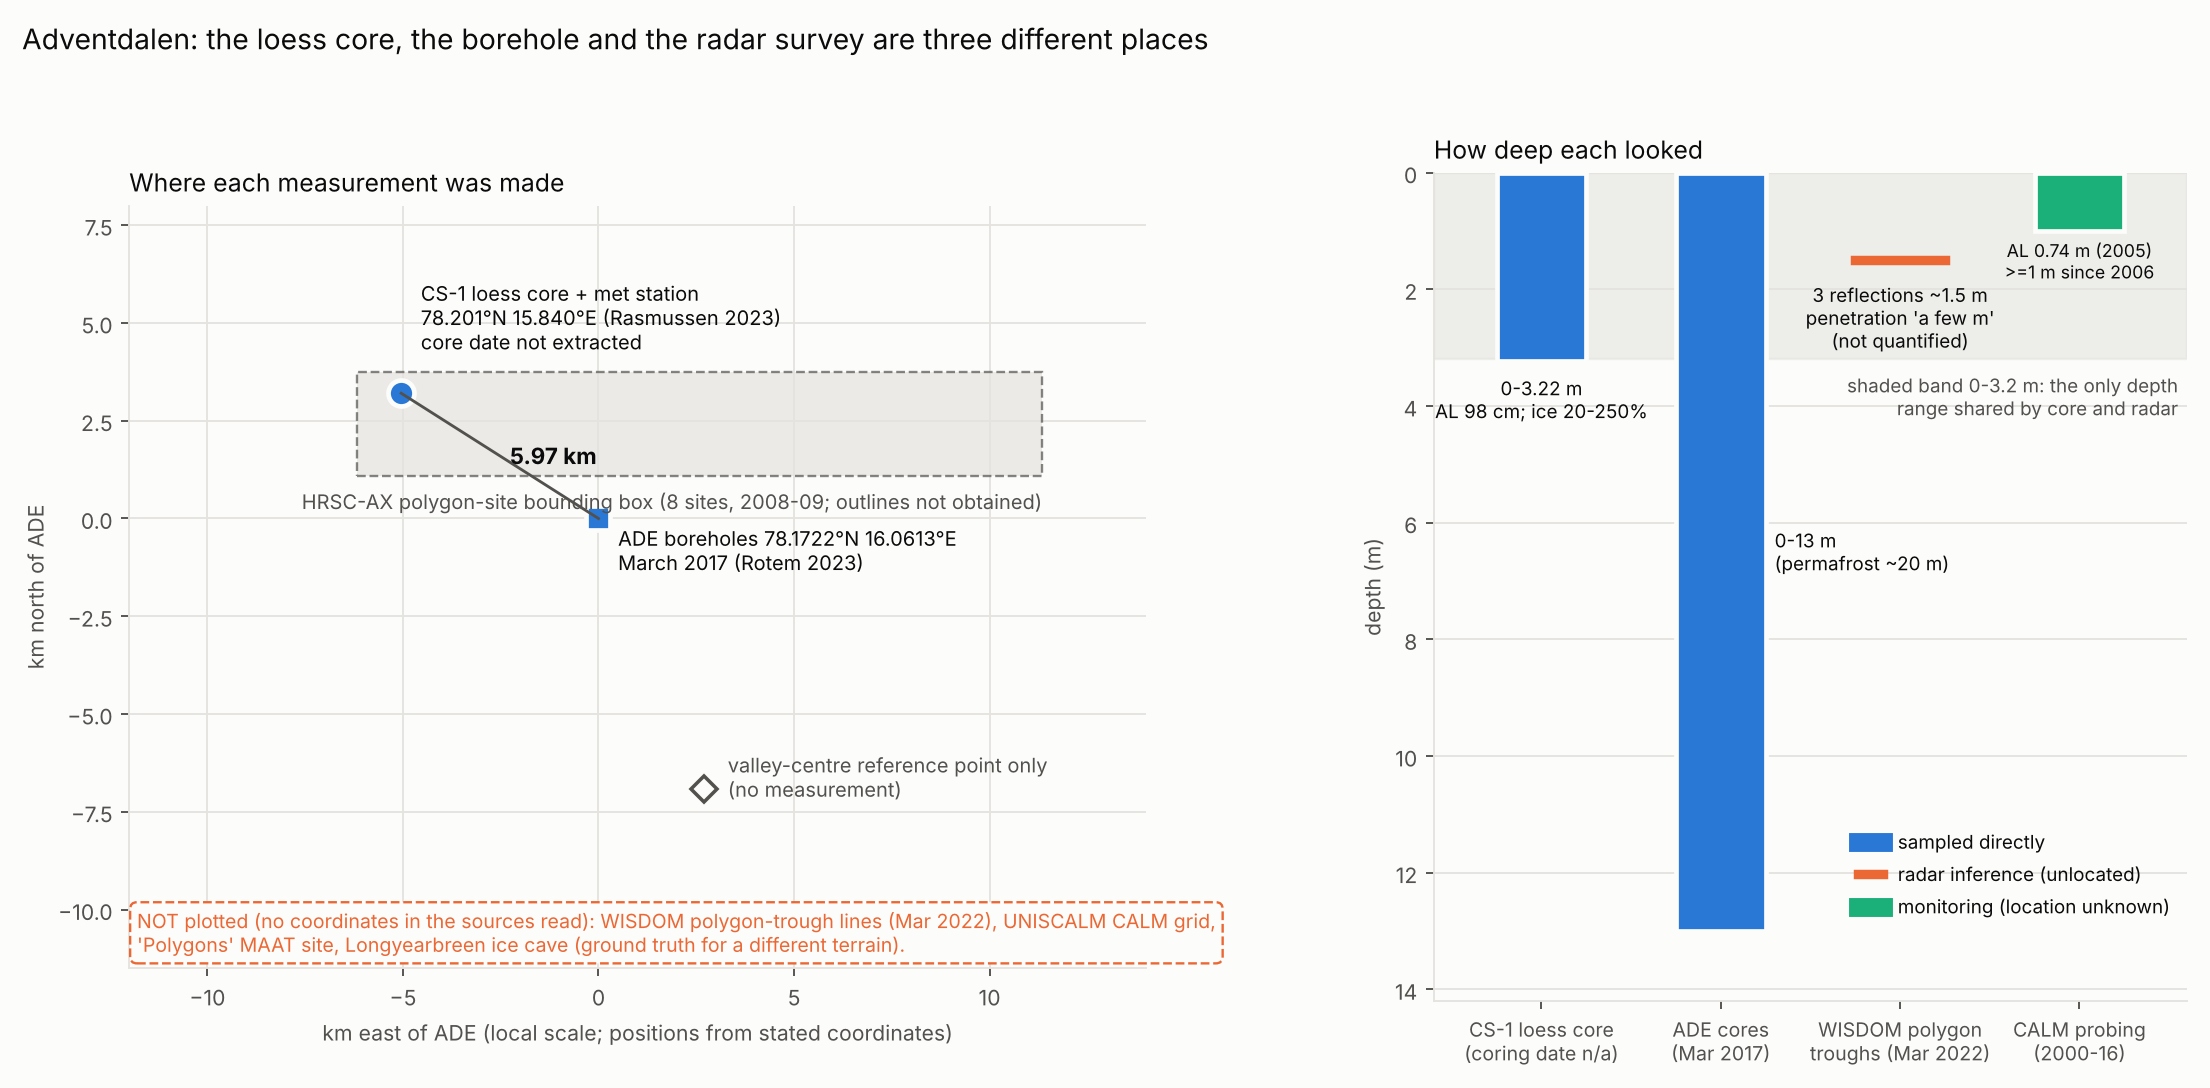 Adventdalen: the loess core, the borehole and the radar survey are three different places
Where each measurement was made
7.5
5.0
2.5
0.0
−2.5
−5.0
−7.5
−10.0
km north of ADE
CS-1 loess core + met station
78.201°N 15.840°E (Rasmussen 2023)
core date not extracted
5.97 km
HRSC-AX polygon-site bounding box (8 sites, 2008-09; outlines not obtained)
ADE boreholes 78.1722°N 16.0613°E
March 2017 (Rotem 2023)
valley-centre reference point only
(no measurement)
NOT plotted (no coordinates in the sources read): WISDOM polygon-trough lines (Mar 2022), UNISCALM CALM grid,
'Polygons' MAAT site, Longyearbreen ice cave (ground truth for a different terrain).
−10
−5
0
5
10
km east of ADE (local scale; positions from stated coordinates)
How deep each looked
0
2
4
6
8
10
12
14
depth (m)
AL 0.74 m (2005)
>=1 m since 2006
3 reflections ~1.5 m
penetration 'a few m'
(not quantified)
0-3.22 m
AL 98 cm; ice 20-250%
shaded band 0-3.2 m: the only depth
range shared by core and radar
0-13 m
(permafrost ~20 m)
sampled directly
radar inference (unlocated)
monitoring (location unknown)
CS-1 loess core
(coring date n/a)
ADE cores
(Mar 2017)
WISDOM polygon
troughs (Mar 2022)
CALM probing
(2000-16)